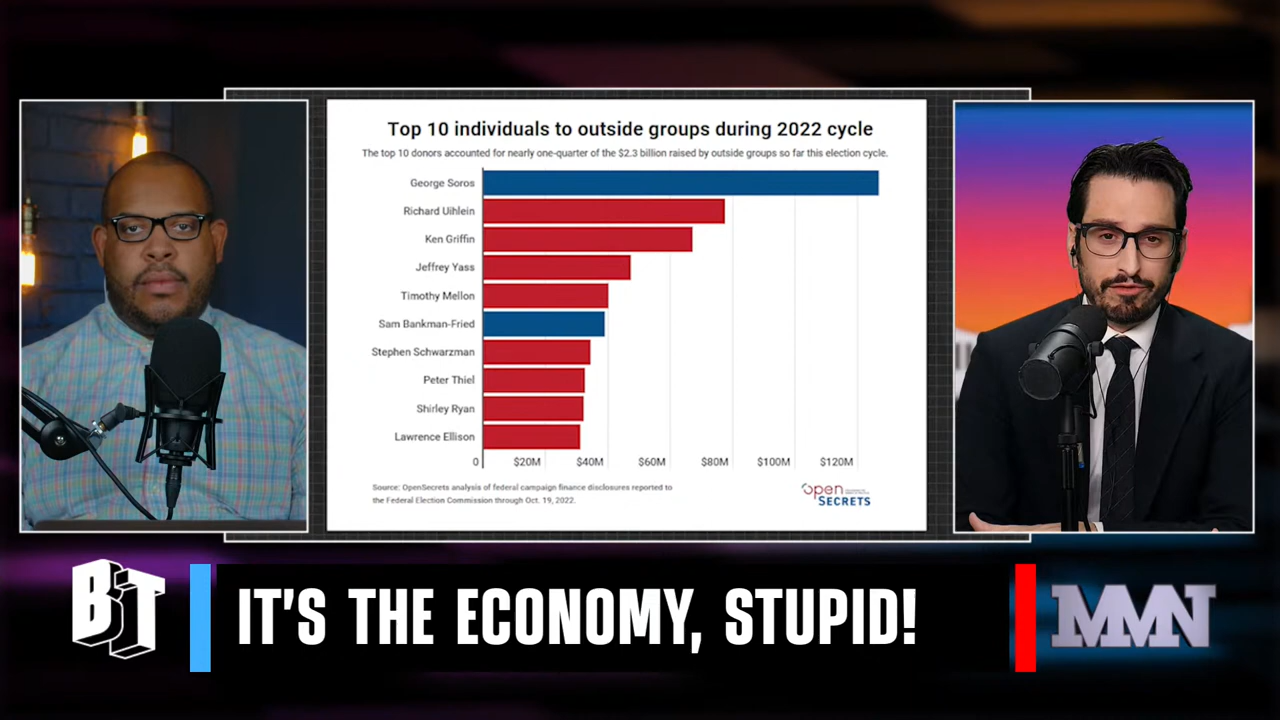 Top 10 individuals to outside groups during 2022 cycle
The top 10 donors accounted for nearly one-quarter of the $2.3 billion raised by outside groups so far this election cycle.
George Soros
Richard Uihlein
Ken Griffin
Jeffrey Yass
Timothy Mellon
Sam Bankman-Fried
Stephen Schwarzman
Peter Thiel
Shirley Ryan
Lawrence Ellison
0 $20M $40M $60M $80M $100M $120M
Source: OpenSecrets analysis of federal campaign finance disclosures reported to
the Federal Election Commission through Oct. 19, 2022.
open
SECRETS
BJT
IT'S THE ECONOMY, STUPID!
MMN